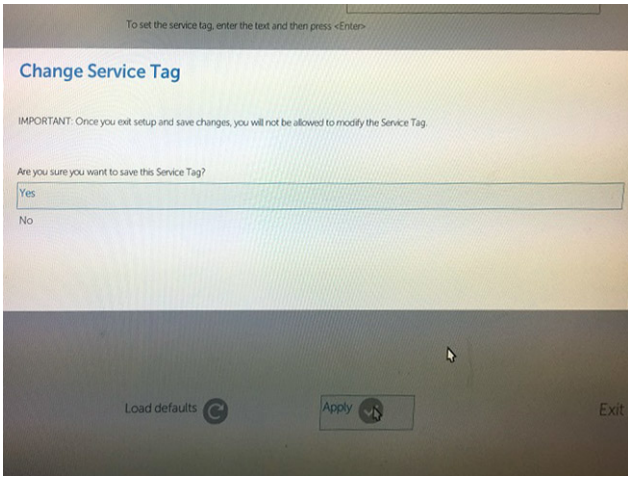 To set the service tag, enter the text and then press <Enter>
Change Service Tag
IMPORTANT: Once you exit setup and save changes, you will not be allowed to modify the Service Tag.
Are you sure you want to save this Service Tag?
Yes
No
Load defaults
Apply
Exit